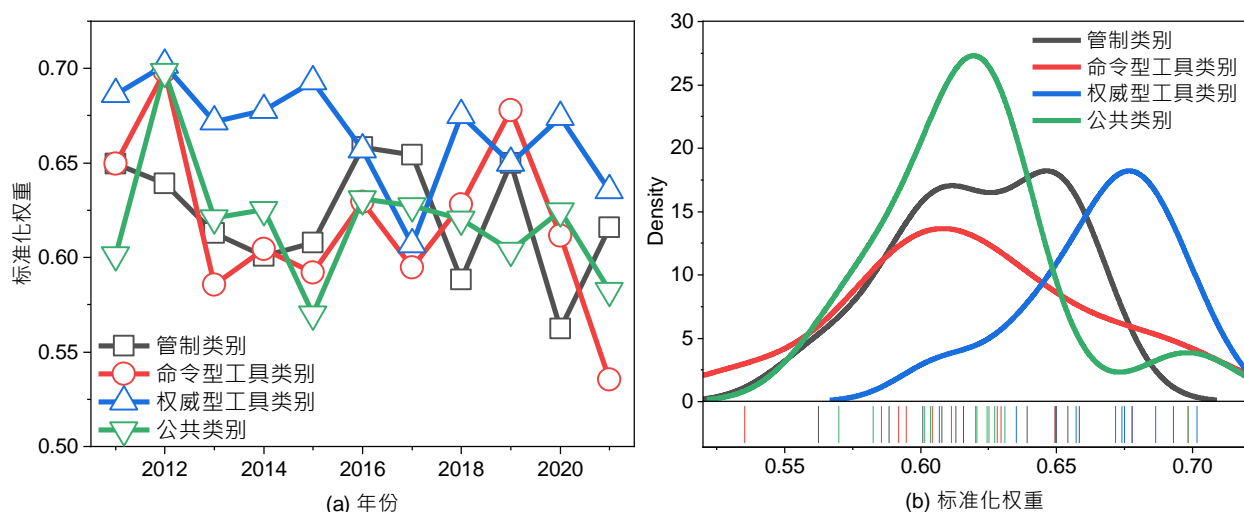 0.70
0.65
0.60
0.55
0.50
标准化权重
管制类别
命令型工具类别
权威型工具类别
公共类别
2012
2014
2016
2018
2020
(a) 年份
30
25
20
15
10
5
0
Density
管制类别
命令型工具类别
权威型工具类别
公共类别
0.55
0.60
0.65
0.70
(b) 标准化权重